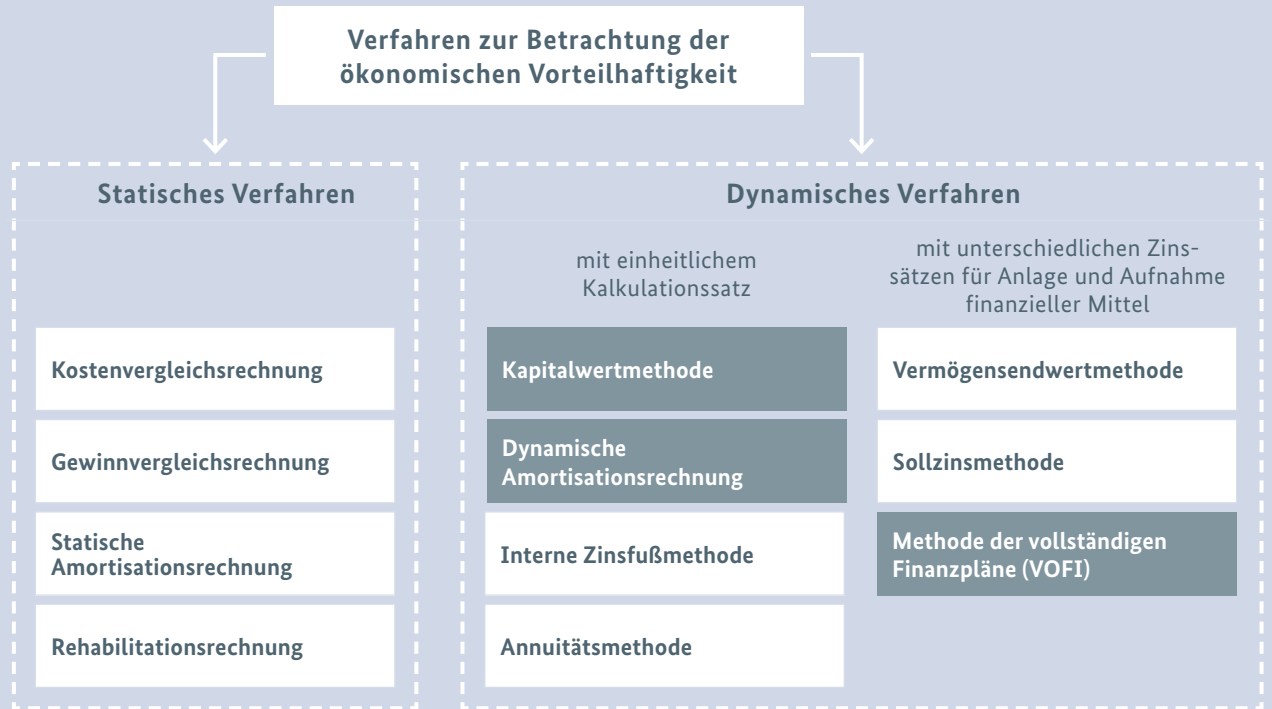 Verfahren zur Betrachtung der
ökonomischen Vorteilhaftigkeit
Statisches Verfahren
Kostenvergleichsrechnung
Gewinnvergleichsrechnung
Statische
Amortisationsrechnung
Rehabilitationsrechnung
Dynamisches Verfahren
mit einheitlichem
Kalkulationssatz
Kapitalwertmethode
Dynamische
Amortisationsrechnung
Interne Zinsfußmethode
Annuitätsmethode
mit unterschiedlichen Zins-
sätzen für Anlage und Aufnahme
finanzieller Mittel
Vermögensendwertmethode
Sollzinsmethode
Methode der vollständigen
Finanzpläne (VOFI)